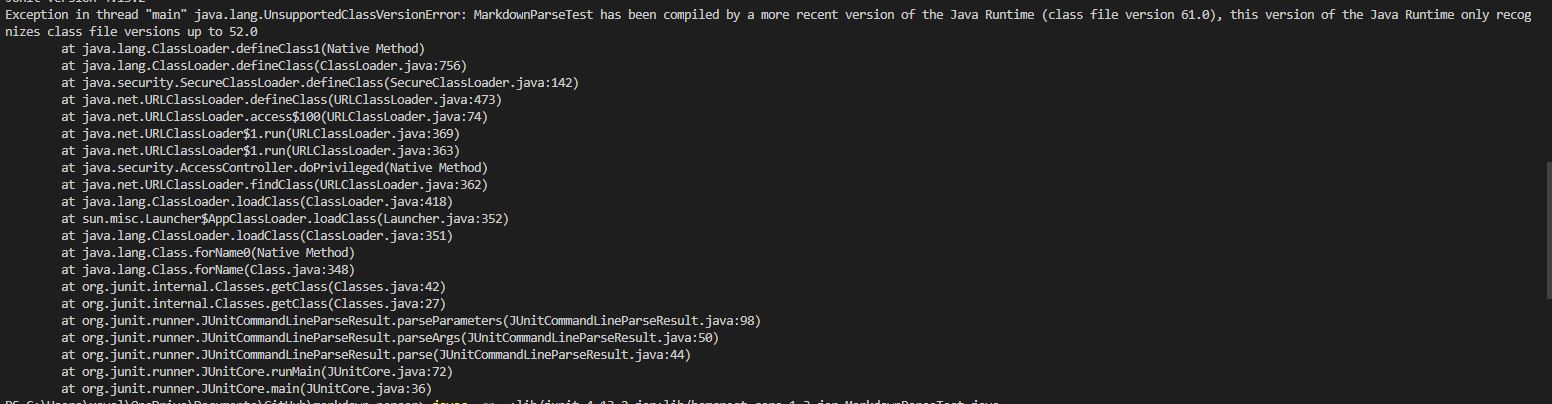 Exception in thread "main" java.lang.UnsupportedClassVersionError: MarkdownParseTest has been compiled by a more recent version of the Java Runtime (class file version 61.0), this version of the Java Runtime only recog
nizes class file versions up to 52.0
at java.lang.ClassLoader.defineClass1(Native Method)
at java.lang.ClassLoader.defineClass(ClassLoader.java:756)
at java.security.SecureClassLoader.defineClass(SecureClassLoader.java:142)
at java.net.URLClassLoader.defineClass(URLClassLoader.java:473)
at java.net.URLClassLoader.access$100(URLClassLoader.java:74)
at java.net.URLClassLoader$1.run(URLClassLoader.java:369)
at java.net.URLClassLoader$1.run(URLClassLoader.java:363)
at java.security.AccessController.doPrivileged(Native Method)
at java.net.URLClassLoader.findClass(URLClassLoader.java:362)
at java.lang.ClassLoader.loadClass(ClassLoader.java:418)
at sun.misc.Launcher$AppClassLoader.loadClass(Launcher.java:352)
at java.lang.ClassLoader.loadClass(ClassLoader.java:351)
at java.lang.Class.forName0(Native Method)
at java.lang.Class.forName(Class.java:348)
at org.junit.internal.Classes.getClass(Classes.java:42)
at org.junit.internal.Classes.getClass(Classes.java:27)
at org.junit.runner.JUnitCommandLineParseResult.parseParameters(JUnitCommandLineParseResult.java:98)
at org.junit.runner.JUnitCommandLineParseResult.parseArgs(JUnitCommandLineParseResult.java:50)
at org.junit.runner.JUnitCommandLineParseResult.parse(JUnitCommandLineParseResult.java:44)
at org.junit.runner.JUnitCore.runMain(JUnitCore.java:72)
at org.junit.runner.JUnitCore.main(JUnitCore.java:36)